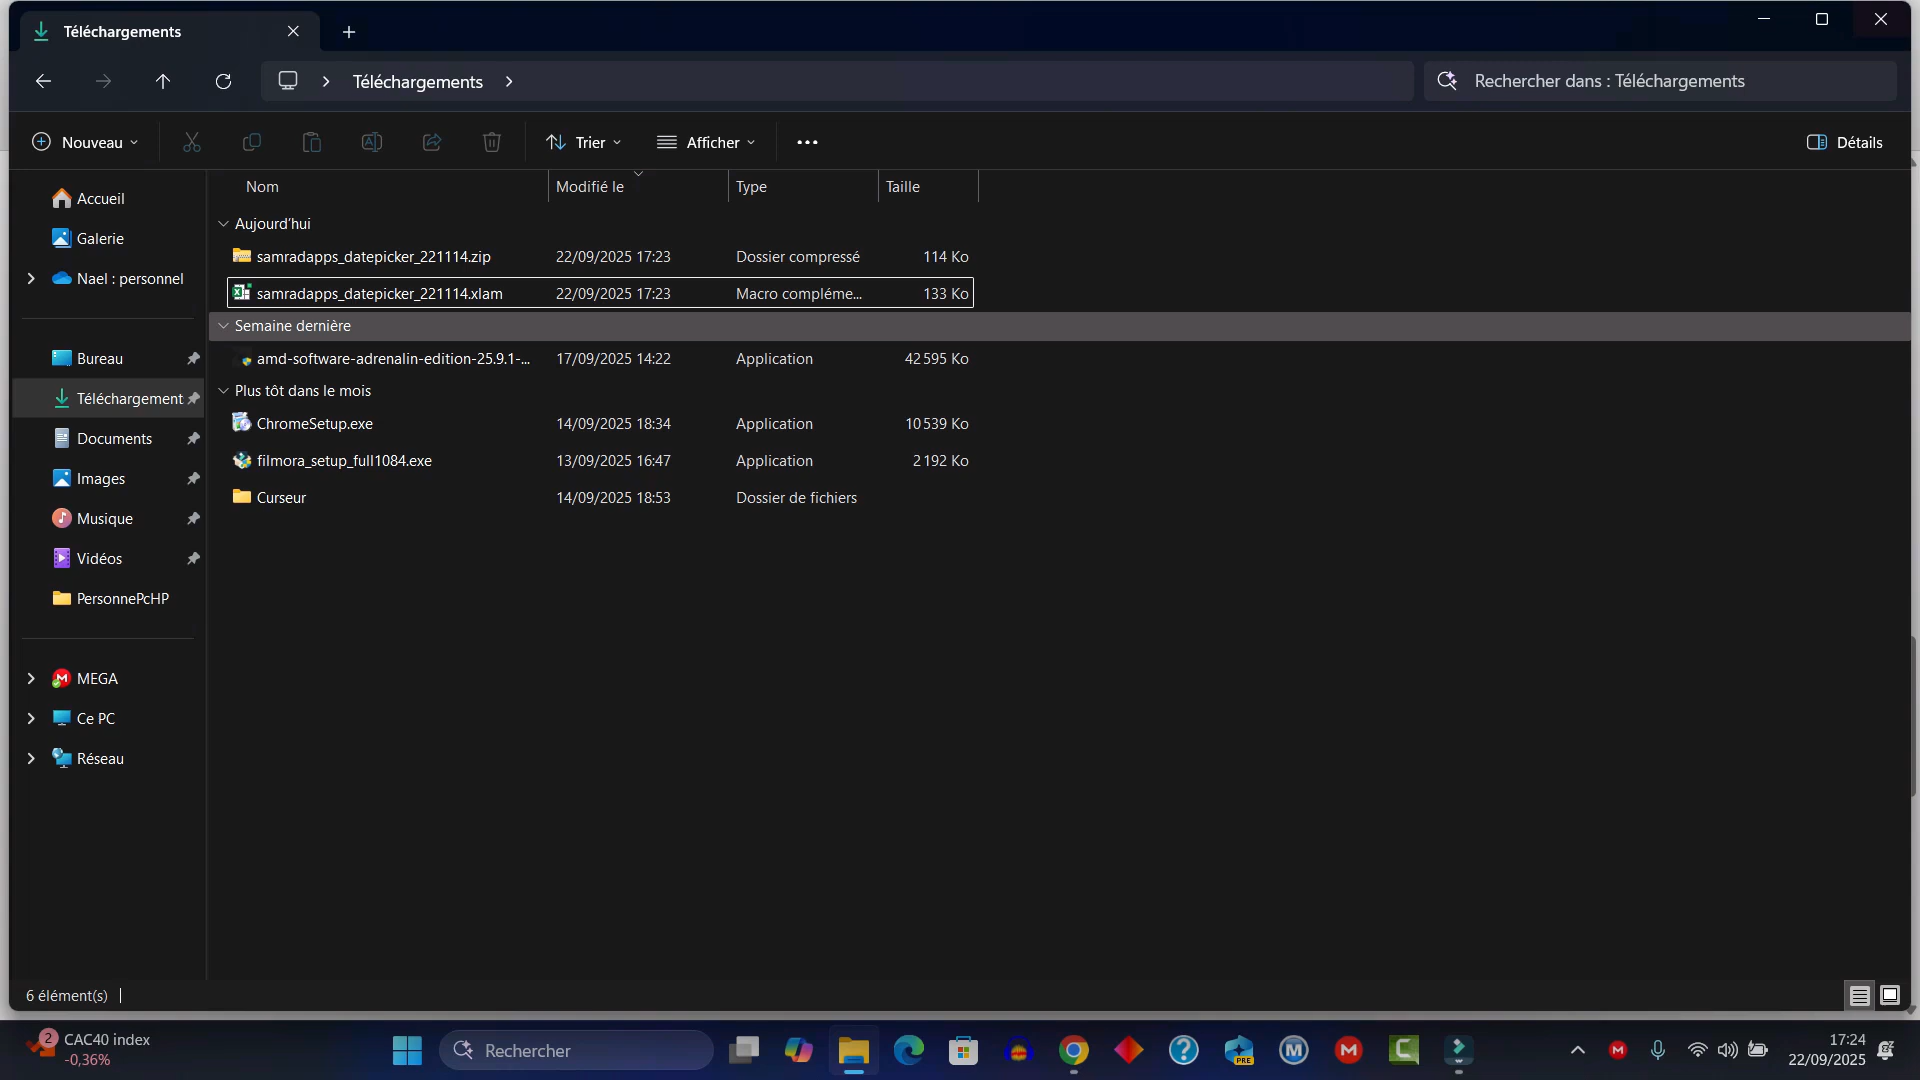 Téléchargements
Téléchargements
Rechercher dans : Téléchargements
Nouveau
Trier
Afficher
Détails
Nom Modifié le Type Taille
Aujourd'hui
samradapps_datepicker_221114.zip 22/09/2025 17:23 Dossier compressé 114 Ko
samradapps_datepicker_221114.xlam 22/09/2025 17:23 Macro compléme... 133 Ko
Semaine dernière
amd-software-adrenalin-edition-25.9.1-... 17/09/2025 14:22 Application 42 595 Ko
Plus tôt dans le mois
ChromeSetup.exe 14/09/2025 18:34 Application 10 539 Ko
filmora_setup_full1084.exe 13/09/2025 16:47 Application 2 192 Ko
Curseur 14/09/2025 18:53 Dossier de fichiers
Accueil
Galerie
Nael : personnel
Bureau
Téléchargement
Documents
Images
Musique
Vidéos
PersonnePcHP
MEGA
Ce PC
Réseau
6 élément(s)
2
CAC40 index
-0,36%
Rechercher
PRE
17:24
22/09/2025